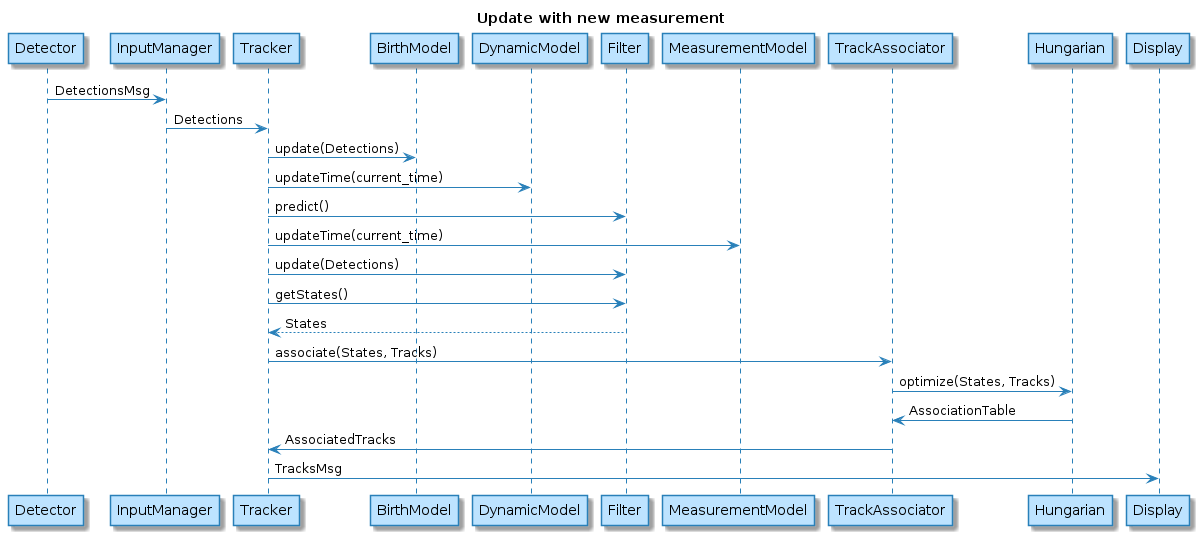 Update with new measurement
Detector InputManager Tracker BirthModel DynamicModel Filter MeasurementModel TrackAssociator Hungarian Display
DetectionsMsg
Detections
update(Detections)
updateTime(current_time)
predict()
updateTime(current_time)
update(Detections)
getStates()
States
associate(States, Tracks)
optimize(States, Tracks)
AssociationTable
AssociatedTracks
TracksMsg
Detector InputManager Tracker BirthModel DynamicModel Filter MeasurementModel TrackAssociator Hungarian Display